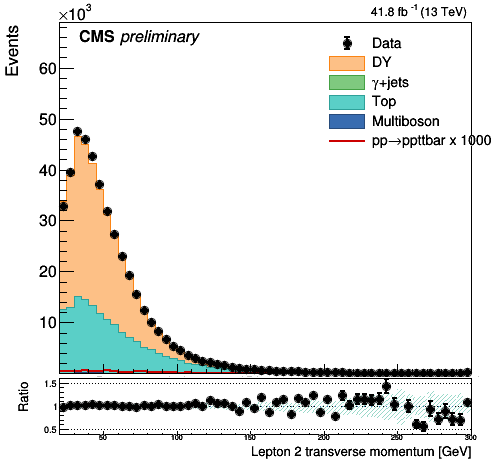 ×10³
41.8 fb⁻¹ (13 TeV)
CMS preliminary
Events
60
50
40
30
20
10
Data
DY
γ+jets
Top
Multiboson
pp→ppttbar x 1000
Ratio
1.5
1
0.5
50 100 150 200 250 300
Lepton 2 transverse momentum [GeV]